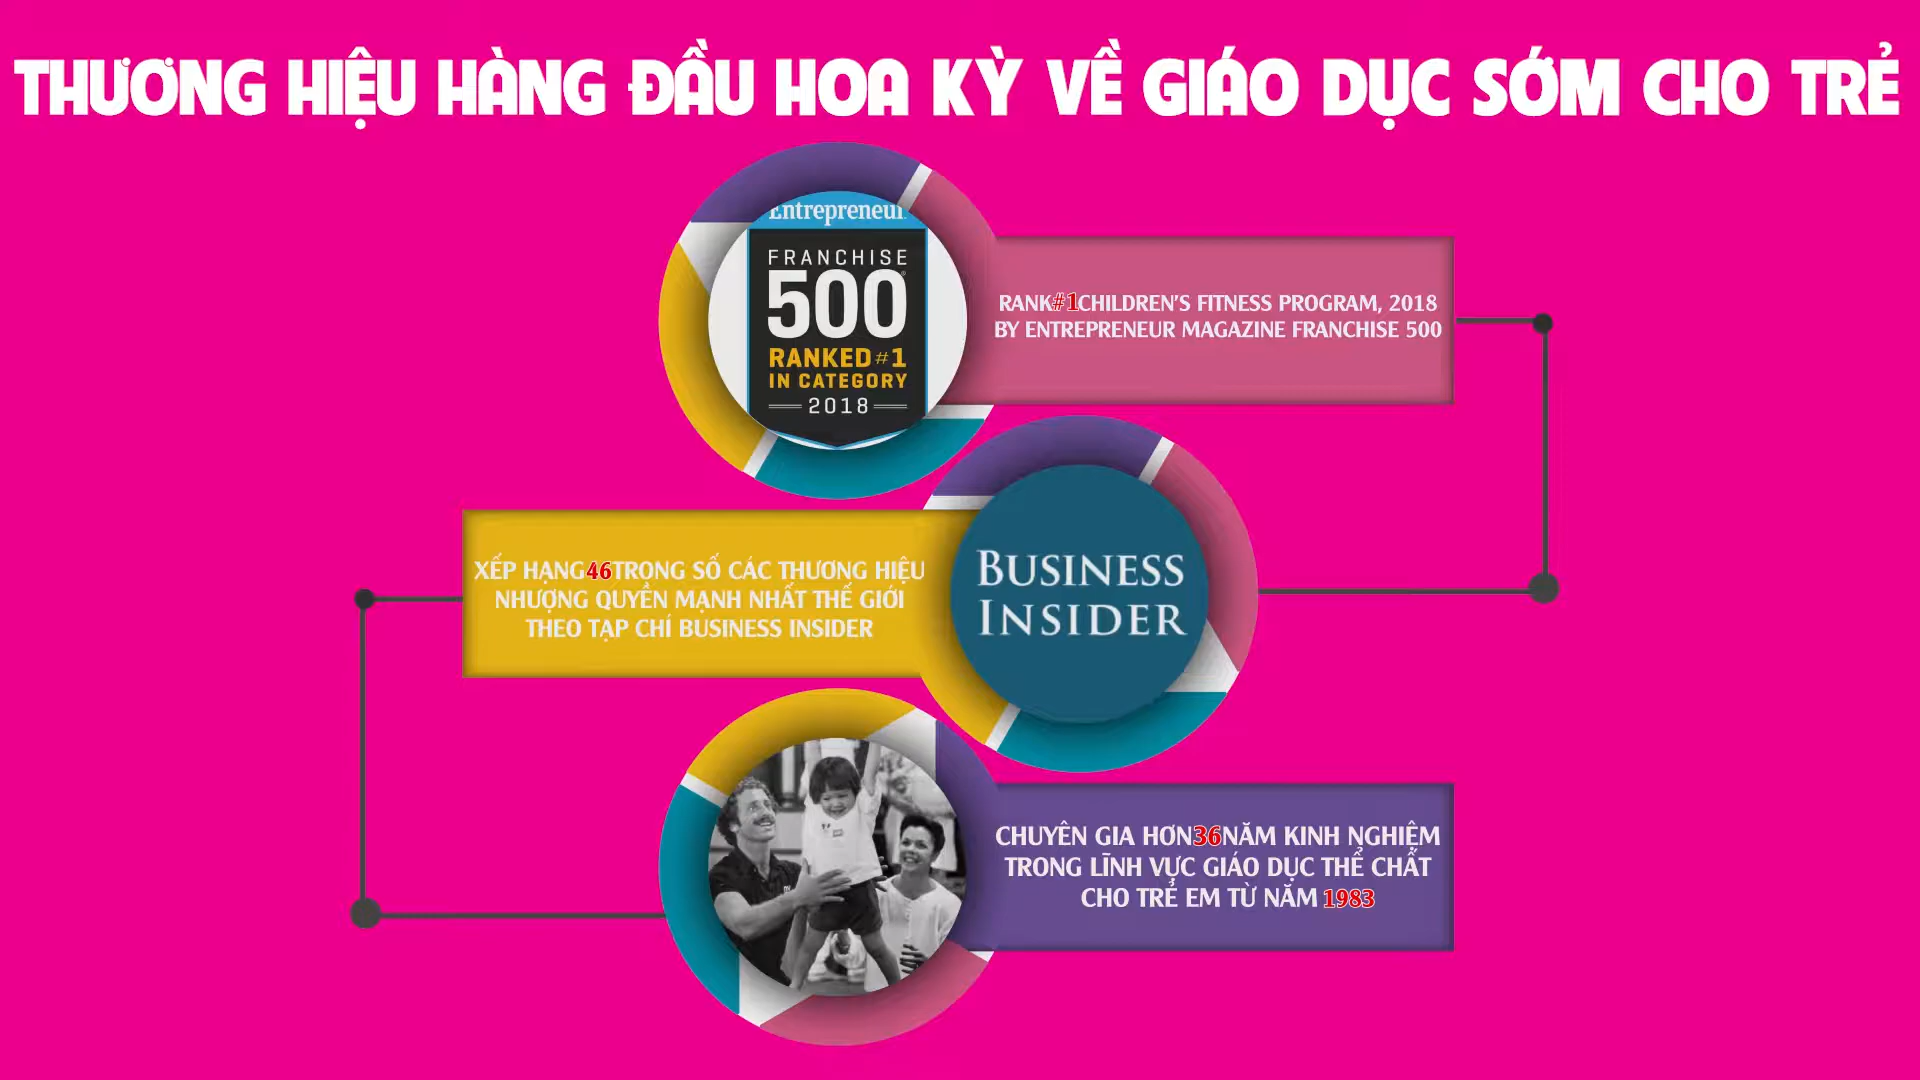 THƯƠNG HIỆU HÀNG ĐẦU HOA KỲ VỀ GIÁO DỤC SỚM CHO TRẺ
Entrepreneur
FRANCHISE
500®
RANKED #1
IN CATEGORY
2018
RANK#1CHILDREN'S FITNESS PROGRAM, 2018
BY ENTREPRENEUR MAGAZINE FRANCHISE 500
XẾP HẠNG46TRONG SỐ CÁC THƯƠNG HIỆU
NHƯỢNG QUYỀN MẠNH NHẤT THẾ GIỚI
THEO TẠP CHÍ BUSINESS INSIDER
BUSINESS
INSIDER
CHUYÊN GIA HƠN36NĂM KINH NGHIỆM
TRONG LĨNH VỰC GIÁO DỤC THỂ CHẤT
CHO TRẺ EM TỪ NĂM 1983